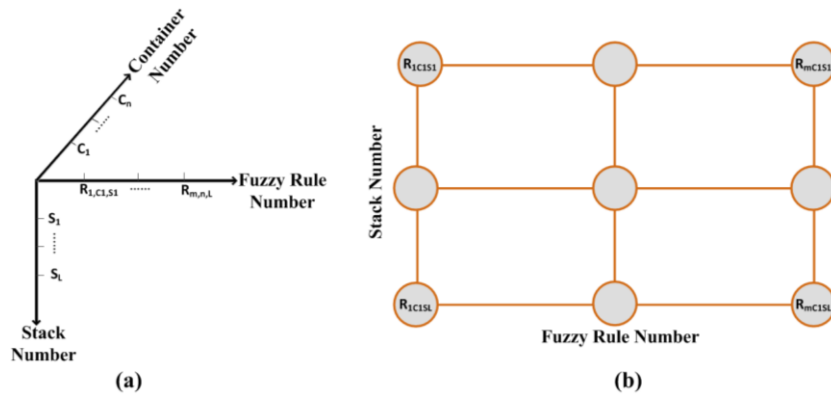 Container
Number
Cn
......
C1
Fuzzy Rule
Number
R1,C1,S1
......
Rm,n,L
S1
......
SL
Stack
Number
(a)
R1C1S1
RmC1S1
Stack Number
R1C1SL
RmC1SL
Fuzzy Rule Number
(b)